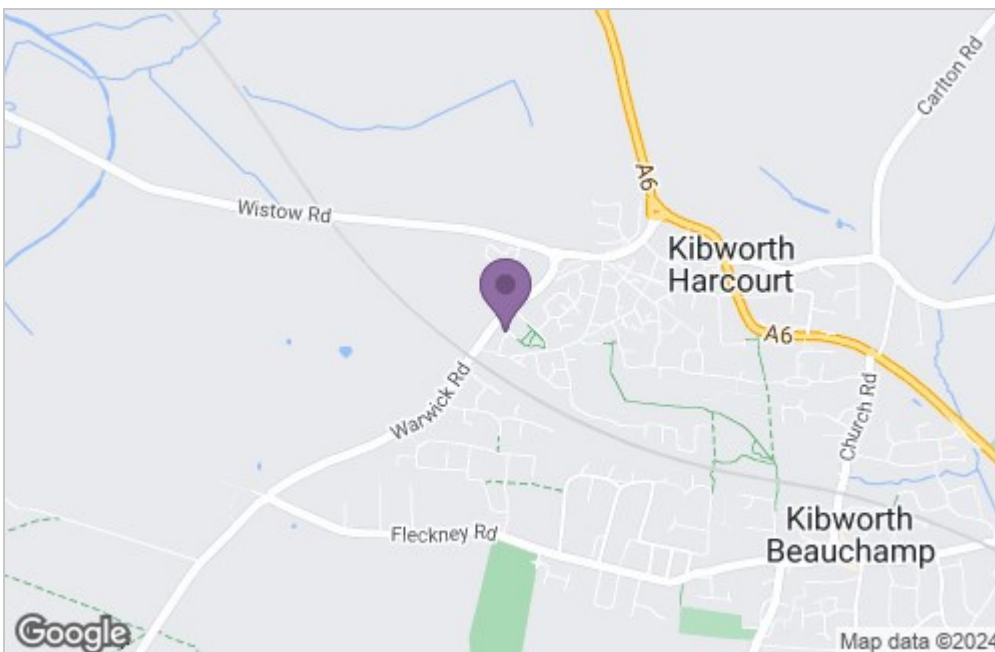 Carlton Rd
A6
Wistow Rd
Kibworth
Harcourt
A6
Warwick Rd
Church Rd
Fleckney Rd
Kibworth
Beauchamp
Google
Map data ©2024